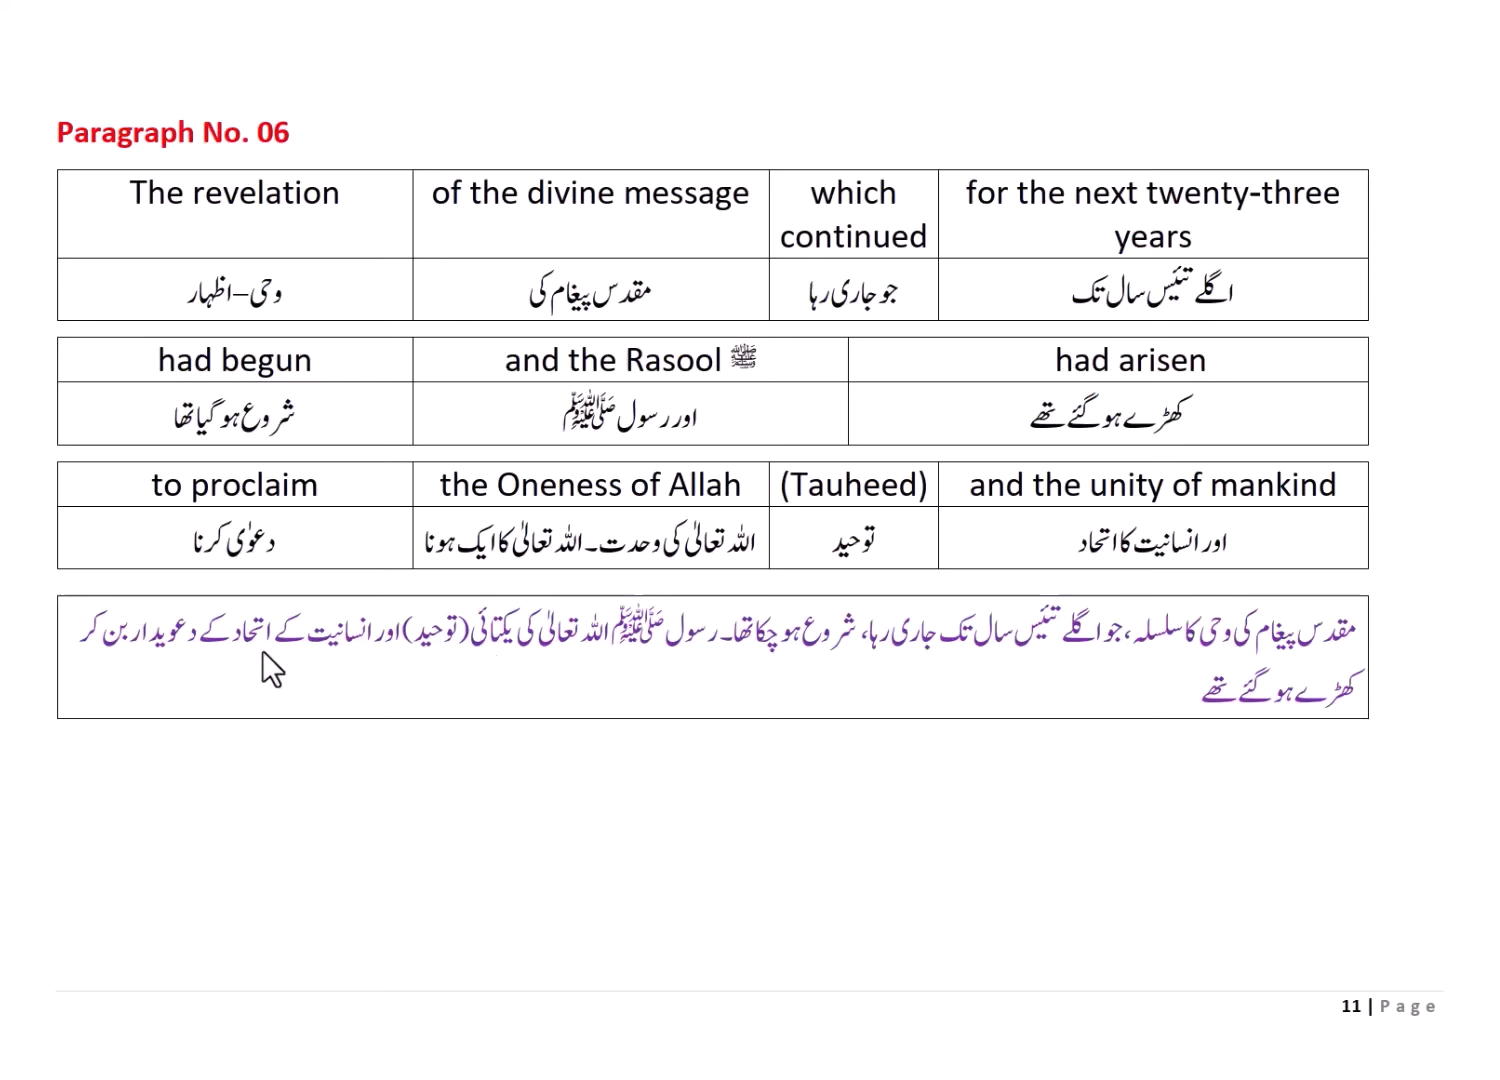 Paragraph No. 06
The revelation
of the divine message
which
continued
for the next twenty-three
years
وحی–اظہار
مقدس پیغام کی
جو جاری رہا
اگلے تئیس سال تک
had begun
and the Rasool ﷺ
had arisen
شروع ہو گیا تھا
اور رسول ﷺ
کھڑے ہو گئے تھے
to proclaim
the Oneness of Allah
(Tauheed)
and the unity of mankind
دعوٰی کرنا
اللہ تعالیٰ کی وحدت۔ اللہ تعالیٰ کا ایک ہونا
توحید
اور انسانیت کا اتحاد
مقدس پیغام کی وحی کا سلسلہ، جو اگلے تئیس سال تک جاری رہا، شروع ہو چکا تھا۔ رسول ﷺ اللہ تعالیٰ کی یکتائی (توحید) اور انسانیت کے اتحاد کے دعویدار بن کر
کھڑے ہو گئے تھے
11 | Page